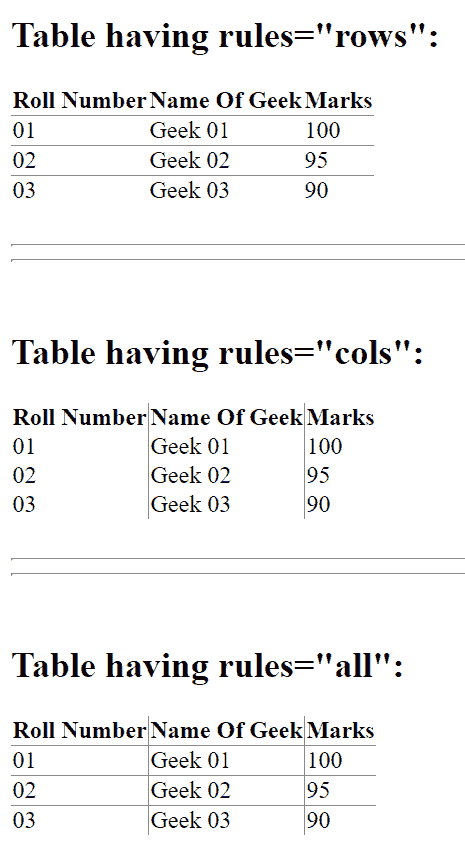 Table having rules="rows":
Roll Number Name Of Geek Marks
01 Geek 01 100
02 Geek 02 95
03 Geek 03 90
Table having rules="cols":
Roll Number Name Of Geek Marks
01 Geek 01 100
02 Geek 02 95
03 Geek 03 90
Table having rules="all":
Roll Number Name Of Geek Marks
01 Geek 01 100
02 Geek 02 95
03 Geek 03 90